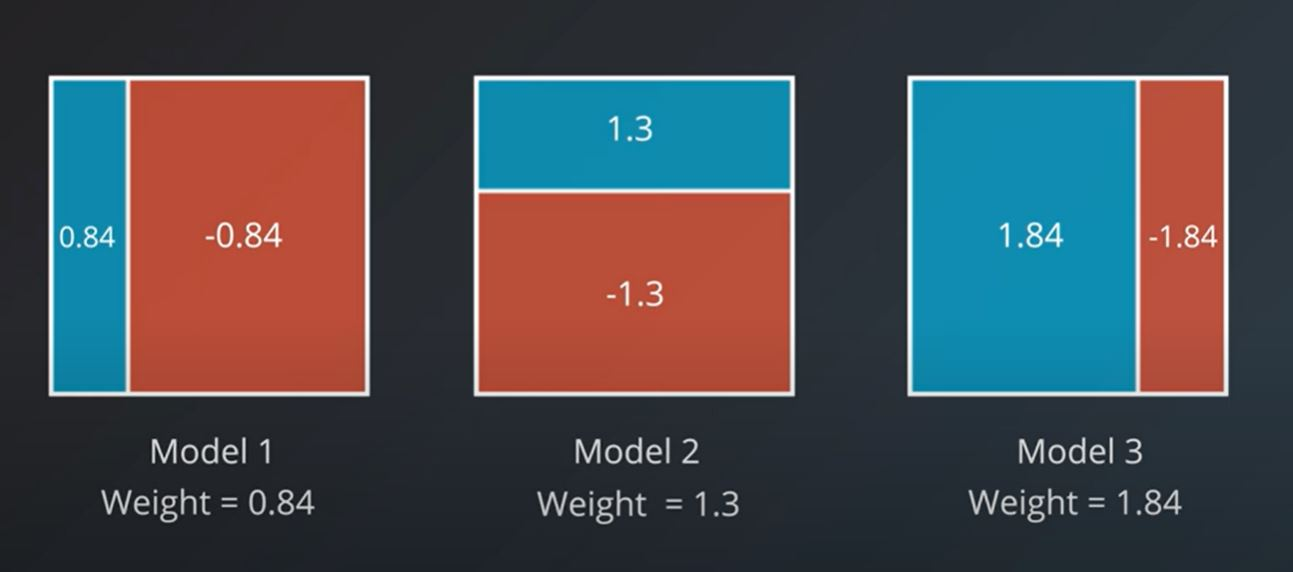 0.84
-0.84
Model 1
Weight = 0.84
1.3
-1.3
Model 2
Weight = 1.3
1.84
-1.84
Model 3
Weight = 1.84